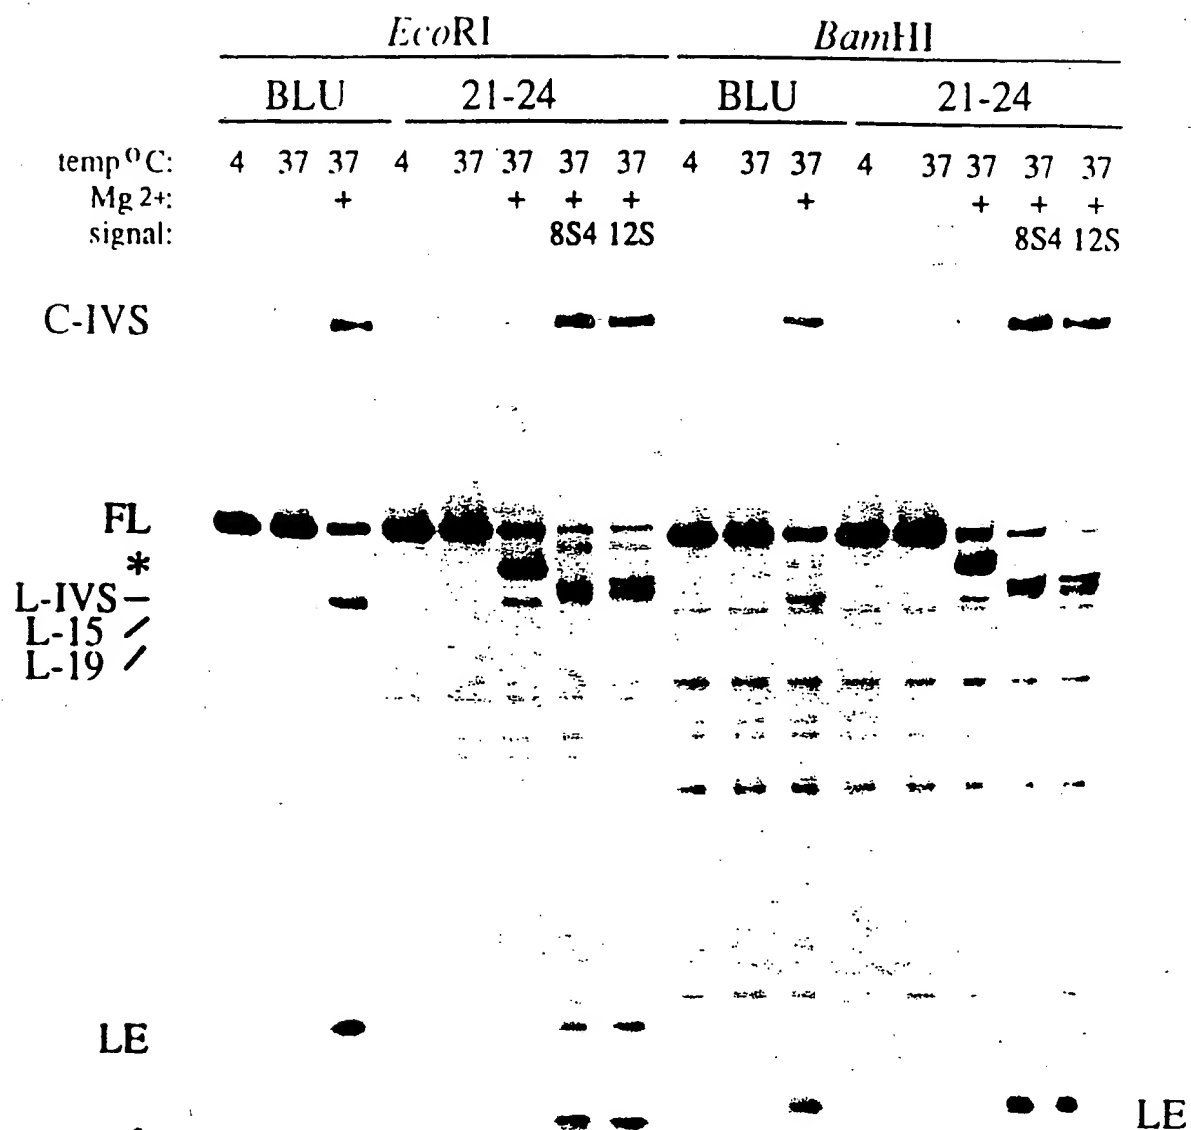 EcoRI BamHI
BLU 21-24 BLU 21-24
temp°C: 4 37 37 4 37 37 37 37 4 37 37 4 37 37 37 37
Mg 2+: + + + + + + + +
signal: 8S4 12S 8S4 12S
C-IVS
FL
*
L-IVS
L-15
L-19
LE
LE